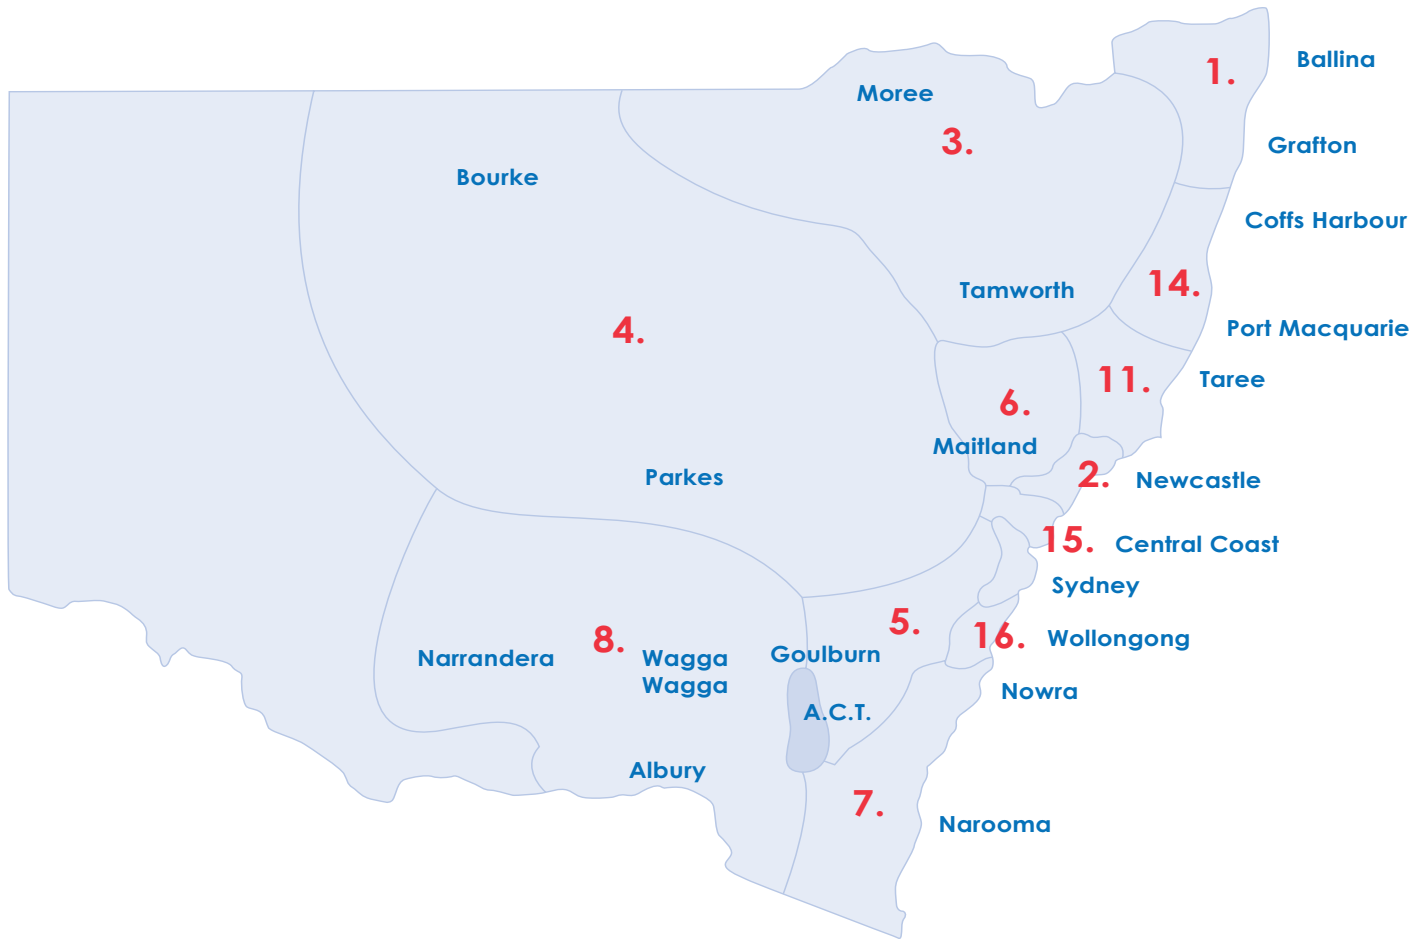 Ballina
1.
Moree
3.
Grafton
Bourke
Coffs Harbour
14.
Tamworth
Port Macquarie
4.
11.
Taree
6.
Maitland
Parkes
2.
Newcastle
15.
Central Coast
Sydney
5.
16.
Wollongong
8.
Narrandera
Wagga
Wagga
Goulburn
Nowra
A.C.T.
Albury
7.
Narooma